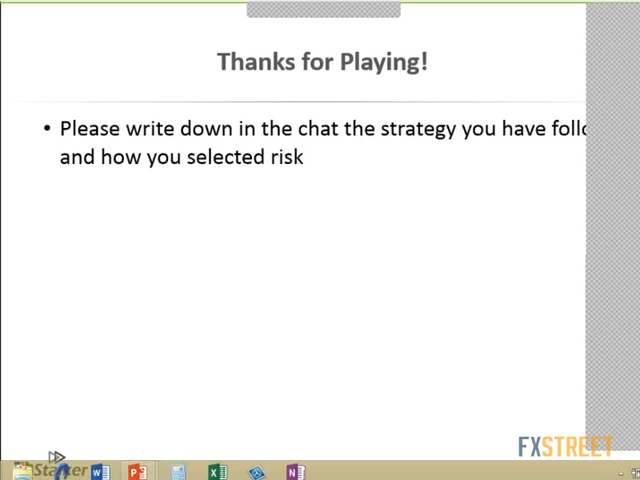 Thanks for Playing!
• Please write down in the chat the strategy you have
and how you selected risk
FXSTREET